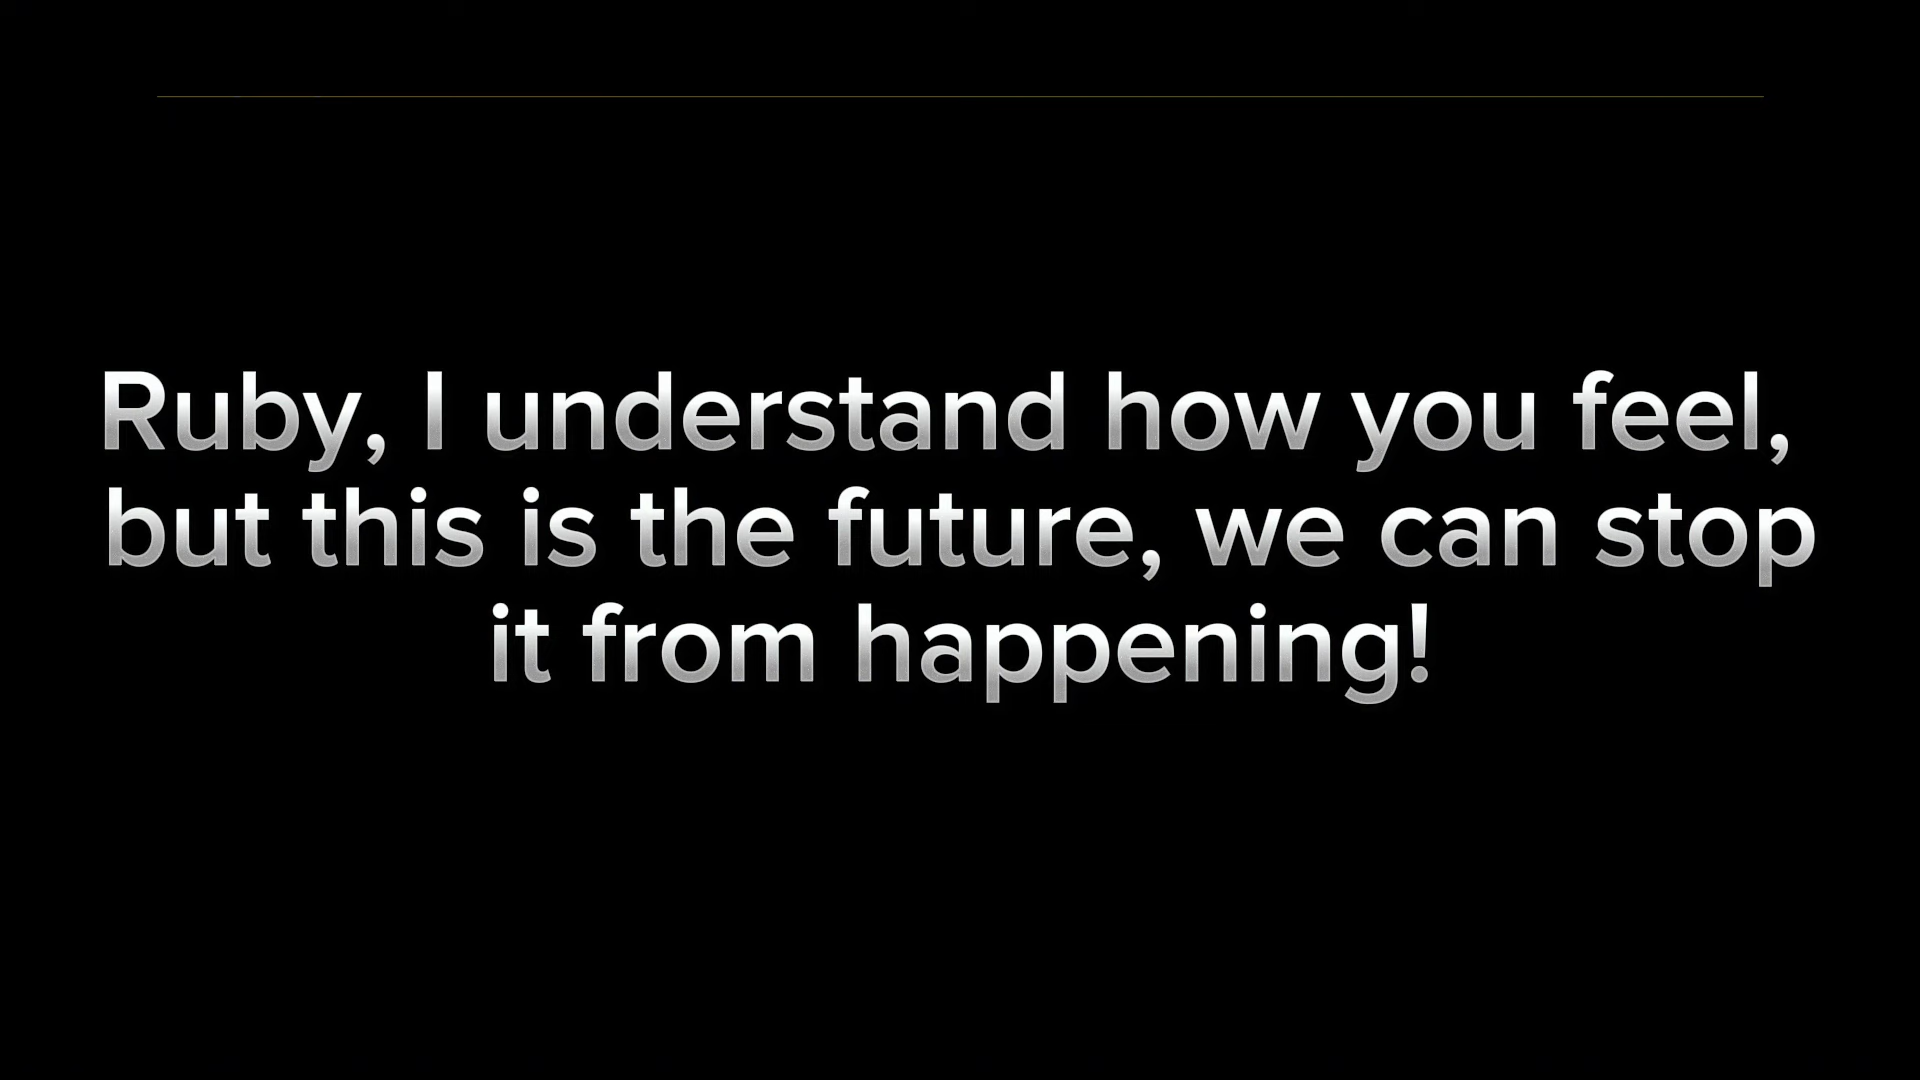 Ruby, I understand how you feel,
but this is the future, we can stop
it from happening!